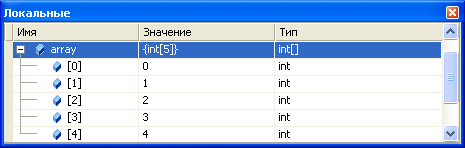 Локальные
Имя Значение Тип
array {int[5]} int[]
[0] 0 int
[1] 1 int
[2] 2 int
[3] 3 int
[4] 4 int